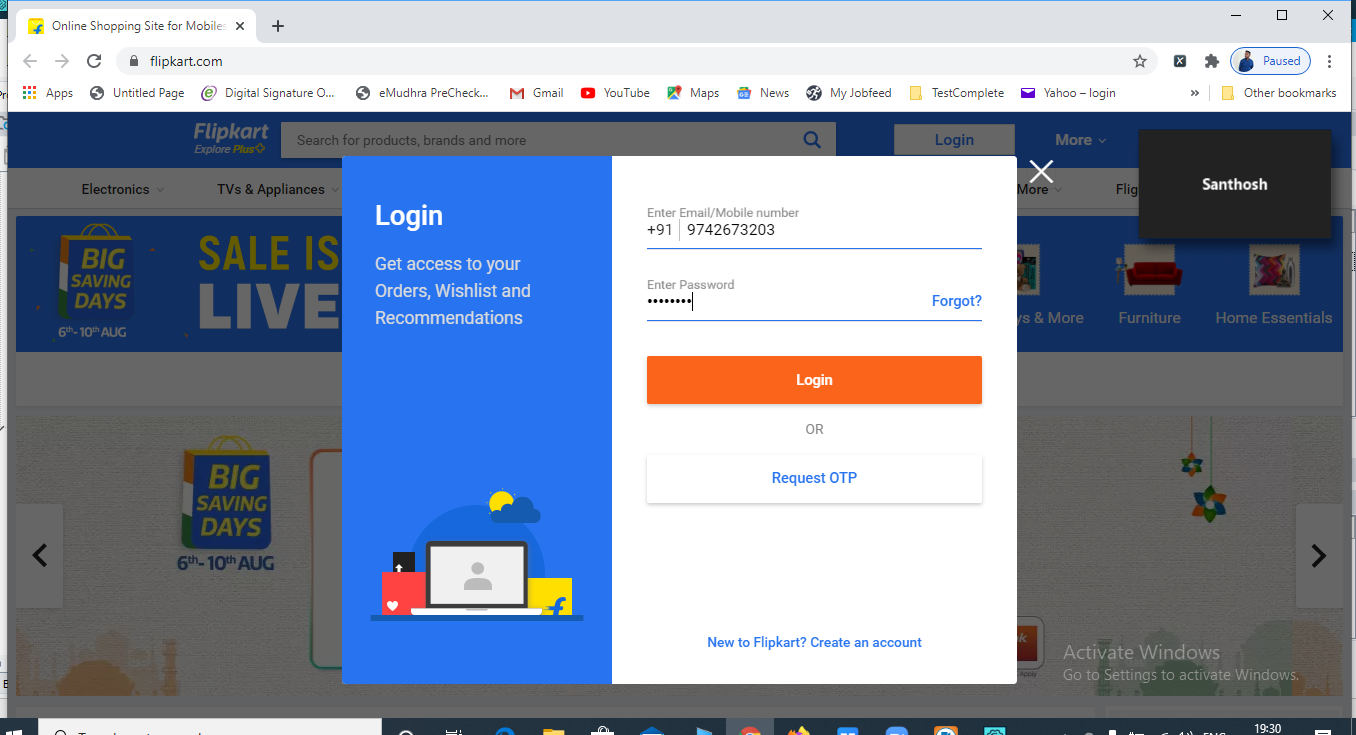 Online Shopping Site for Mobiles
flipkart.com
Paused
Apps
Untitled Page
Digital Signature O...
eMudhra PreCheck...
Gmail
YouTube
Maps
News
My Jobfeed
TestComplete
Yahoo – login
»
Other bookmarks
Flipkart
Explore Plus
Search for products, brands and more
Login
More
Santhosh
Electronics
TVs & Appliances
More
Flig
BIG
SAVING
DAYS
6th-10th AUG
SALE IS
LIVE
ys & More
Furniture
Home Essentials
Login
Get access to your
Orders, Wishlist and
Recommendations
Enter Email/Mobile number
+91 9742673203
Enter Password
••••••••
Forgot?
Login
OR
Request OTP
New to Flipkart? Create an account
BIG
SAVING
DAYS
6th-10th AUG
Activate Windows
Go to Settings to activate Windows.
19:30
ENG